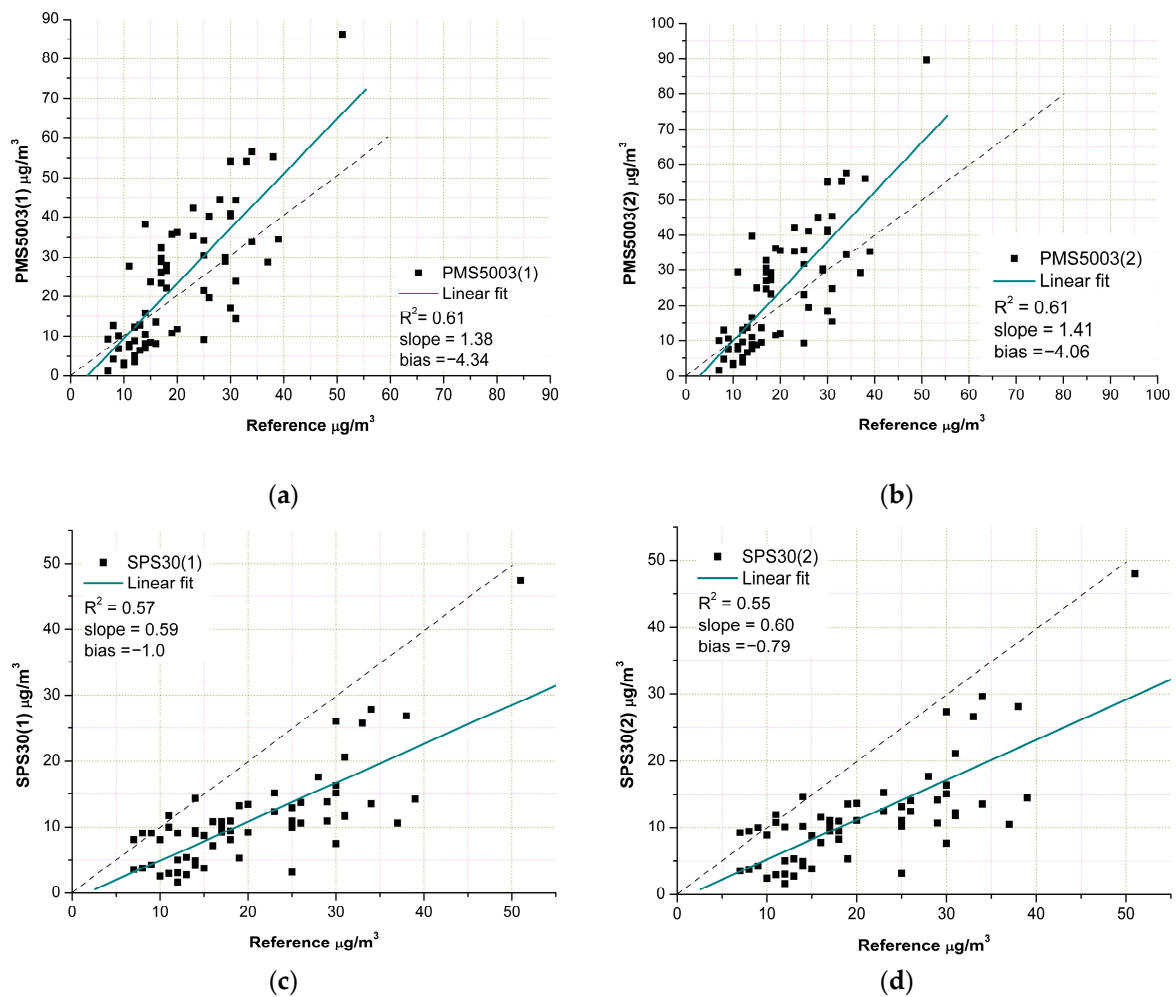 90
80
70
60
50
40
30
20
10
0
PMS5003(1) μg/m³
PMS5003(1)
Linear fit
R²= 0.61
slope = 1.38
bias =−4.34
0 10 20 30 40 50 60 70 80 90
Reference μg/m³
(a)
100
90
80
70
60
50
40
30
20
10
0
PMS5003(2) μg/m³
PMS5003(2)
Linear fit
R² = 0.61
slope = 1.41
bias =−4.06
0 10 20 30 40 50 60 70 80 90 100
Reference μg/m³
(b)
50
40
30
20
10
0
SPS30(1) μg/m³
SPS30(1)
Linear fit
R² = 0.57
slope = 0.59
bias =−1.0
0 10 20 30 40 50
Reference μg/m³
(c)
50
40
30
20
10
0
SPS30(2) μg/m³
SPS30(2)
Linear fit
R² = 0.55
slope = 0.60
bias =−0.79
0 10 20 30 40 50
Reference μg/m³
(d)